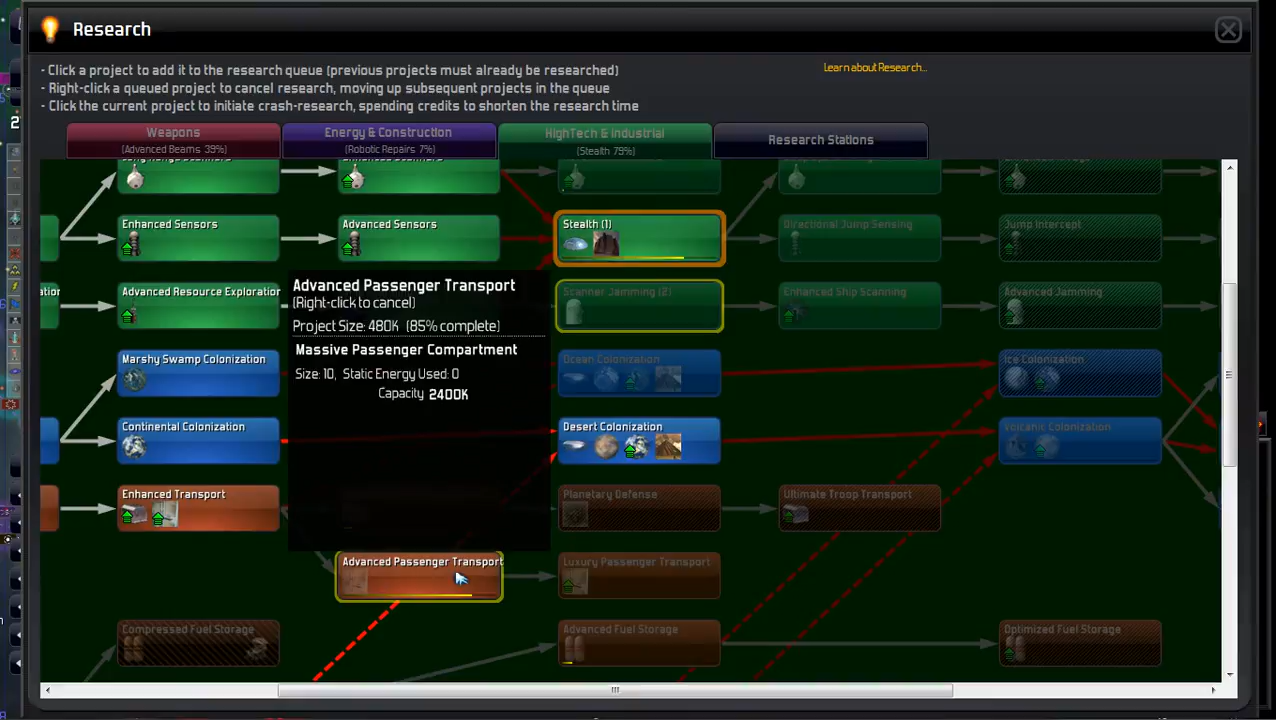 Research
- Click a project to add it to the research queue (previous projects must already be researched)
- Right-click a queued project to cancel research, moving up subsequent projects in the queue
- Click the current project to initiate crash-research, spending credits to shorten the research time
Learn about Research...
Weapons
(Advanced Beams 39%)
Energy & Construction
(Robotic Repairs 7%)
HighTech & Industrial
(Stealth 79%)
Research Stations
Enhanced Sensors
Advanced Sensors
Stealth (1)
Directional Jump Sensing
Jump Intercept
Advanced Resource Exploration
Scanner Jamming (2)
Enhanced Ship Scanning
Advanced Jamming
Advanced Passenger Transport
(Right-click to cancel)
Project Size: 480K (85% complete)
Massive Passenger Compartment
Size: 10, Static Energy Used: 0
Capacity 2400K
Marshy Swamp Colonization
Ocean Colonization
Ice Colonization
Continental Colonization
Desert Colonization
Volcanic Colonization
Enhanced Transport
Planetary Defense
Ultimate Troop Transport
Advanced Passenger Transport
Luxury Passenger Transport
Compressed Fuel Storage
Advanced Fuel Storage
Optimized Fuel Storage